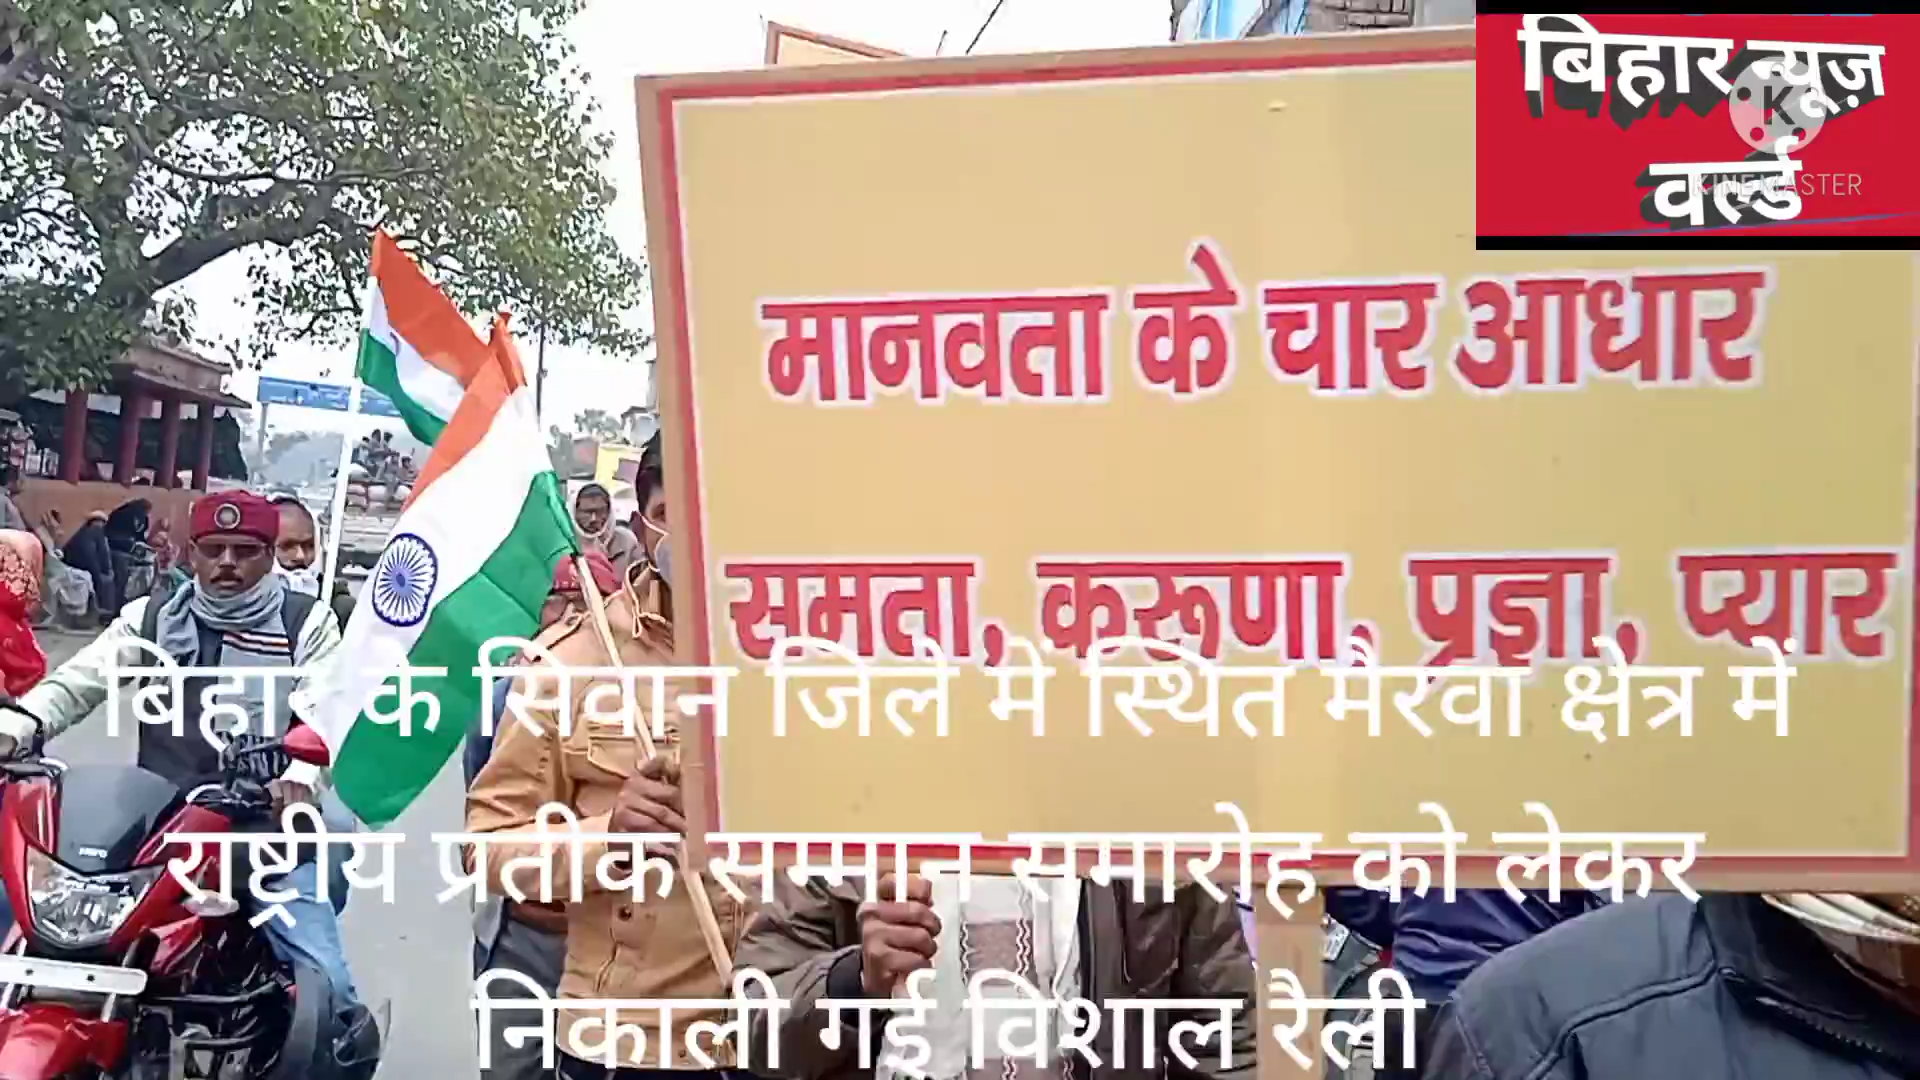 बिहार न्यूज़
वर्ल्ड
KINEMASTER
मानवता के चार आधार
समता, करूणा, प्रज्ञा, प्यार
बिहार के सिवान जिले में स्थित मैरवा क्षेत्र में
राष्ट्रीय प्रतीक सम्मान समारोह को लेकर
निकाली गई विशाल रैली